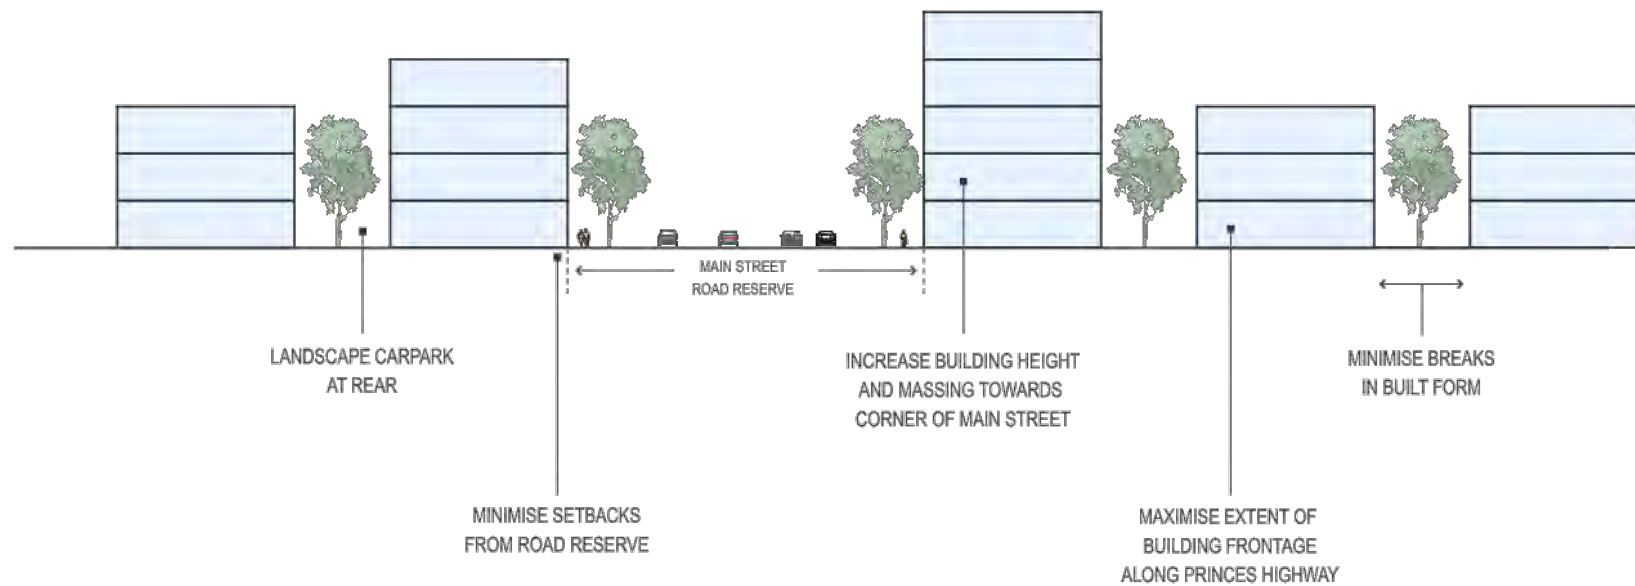 MAIN STREET
ROAD RESERVE
LANDSCAPE CARPARK
AT REAR
INCREASE BUILDING HEIGHT
AND MASSING TOWARDS
CORNER OF MAIN STREET
MINIMISE BREAKS
IN BUILT FORM
MINIMISE SETBACKS
FROM ROAD RESERVE
MAXIMISE EXTENT OF
BUILDING FRONTAGE
ALONG PRINCES HIGHWAY